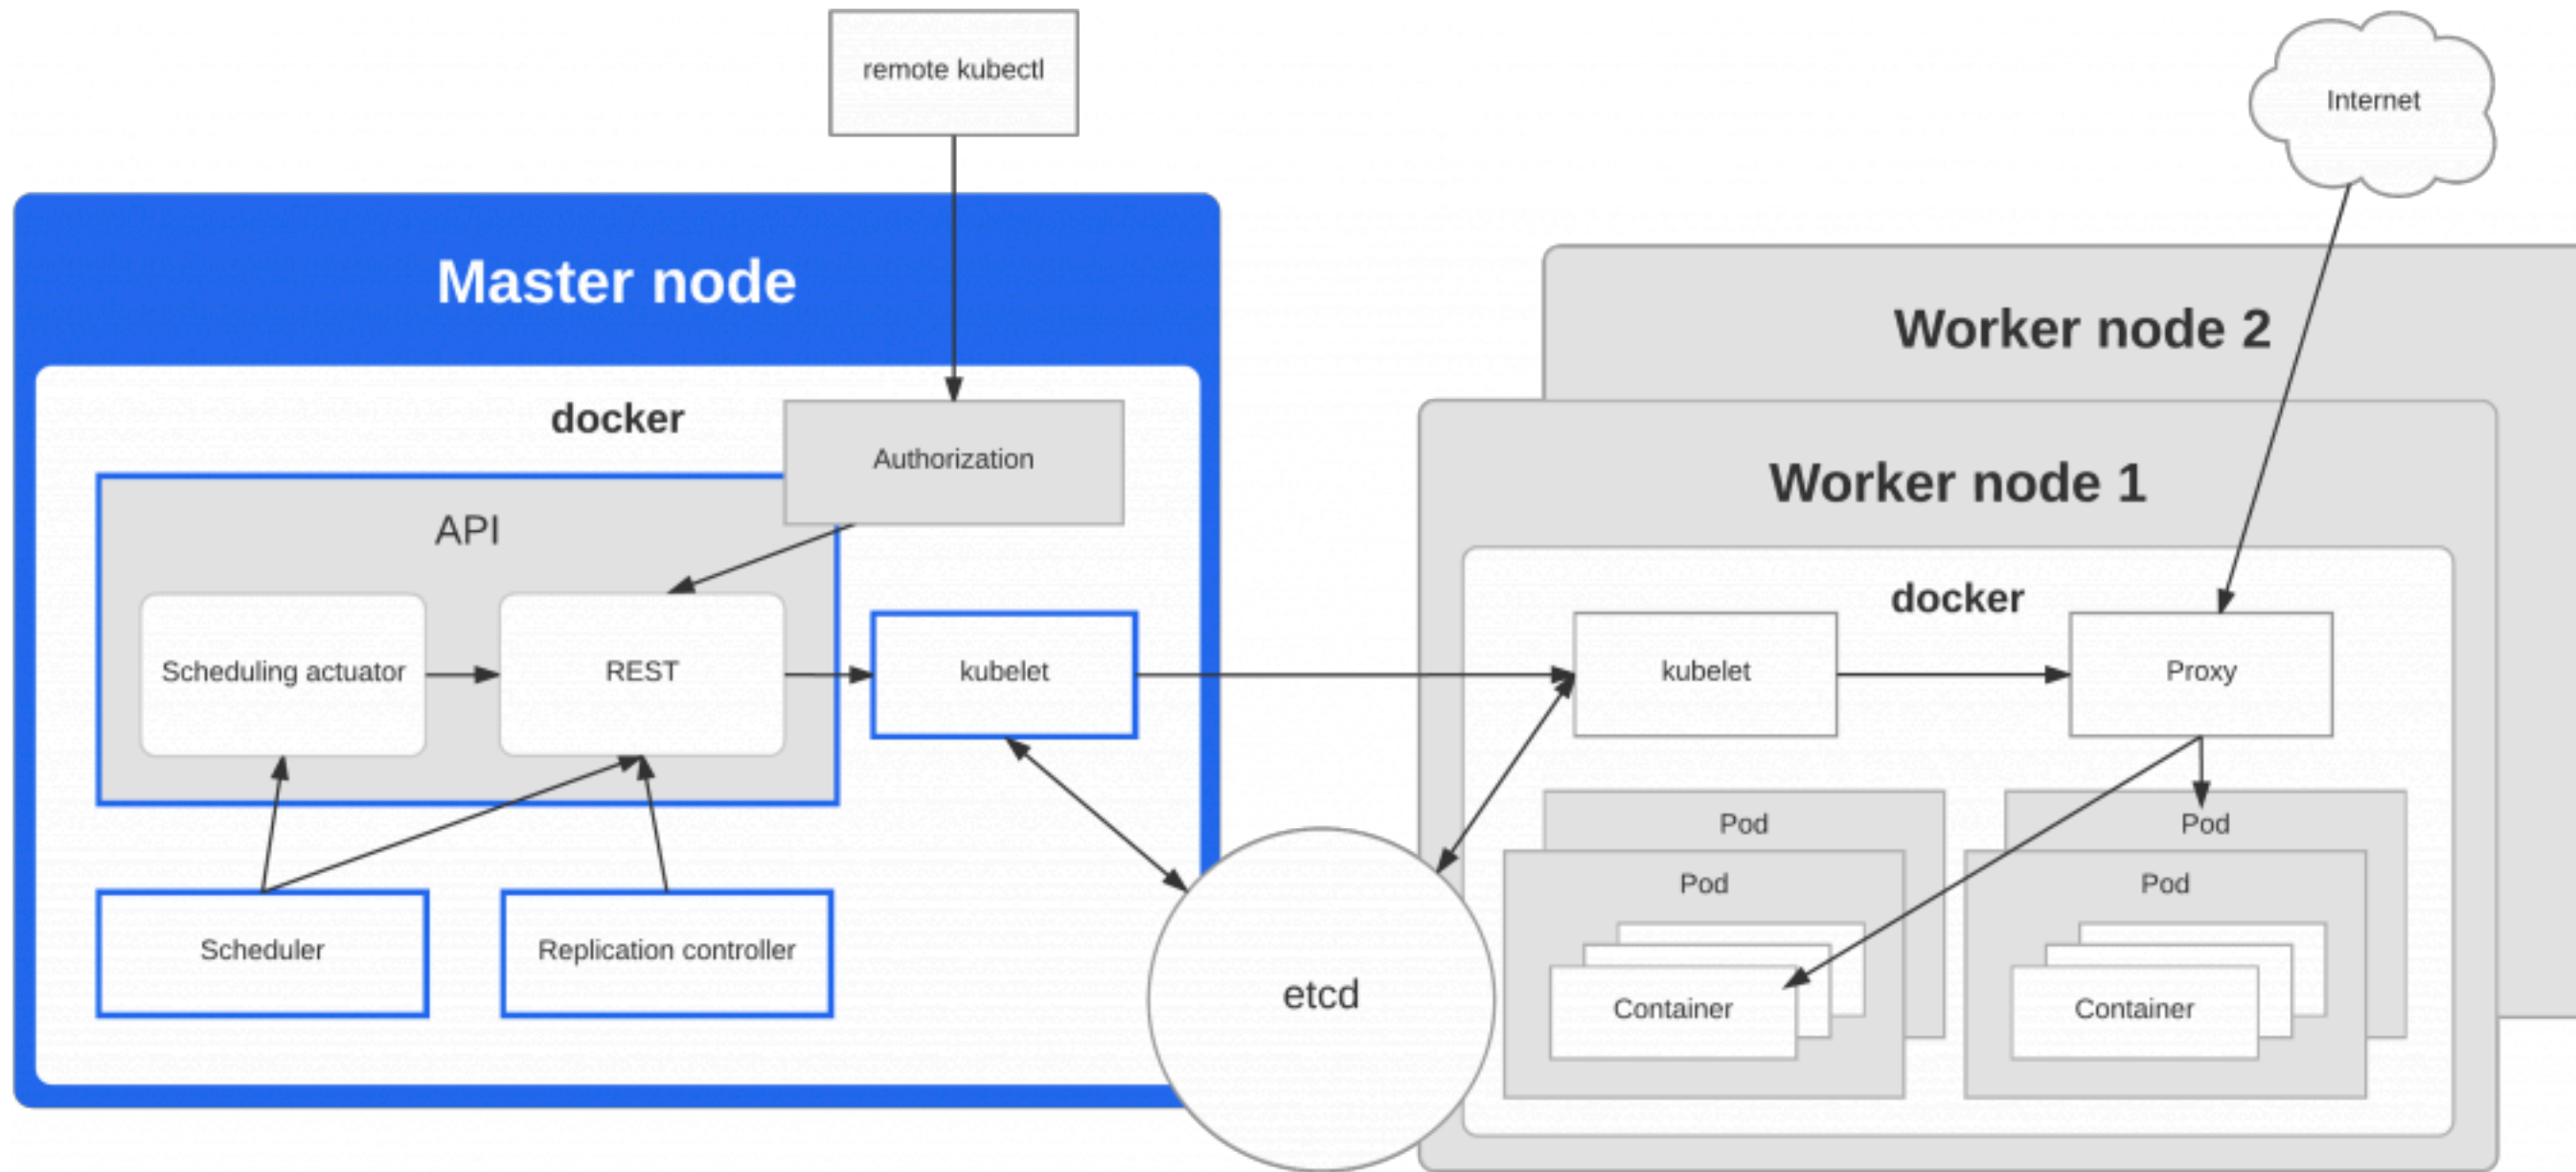 remote kubectl
Internet
Master node
Worker node 2
docker
Authorization
Worker node 1
API
docker
Scheduling actuator
REST
kubelet
kubelet
Proxy
Pod
Pod
Pod
Pod
Scheduler
Replication controller
etcd
Container
Container